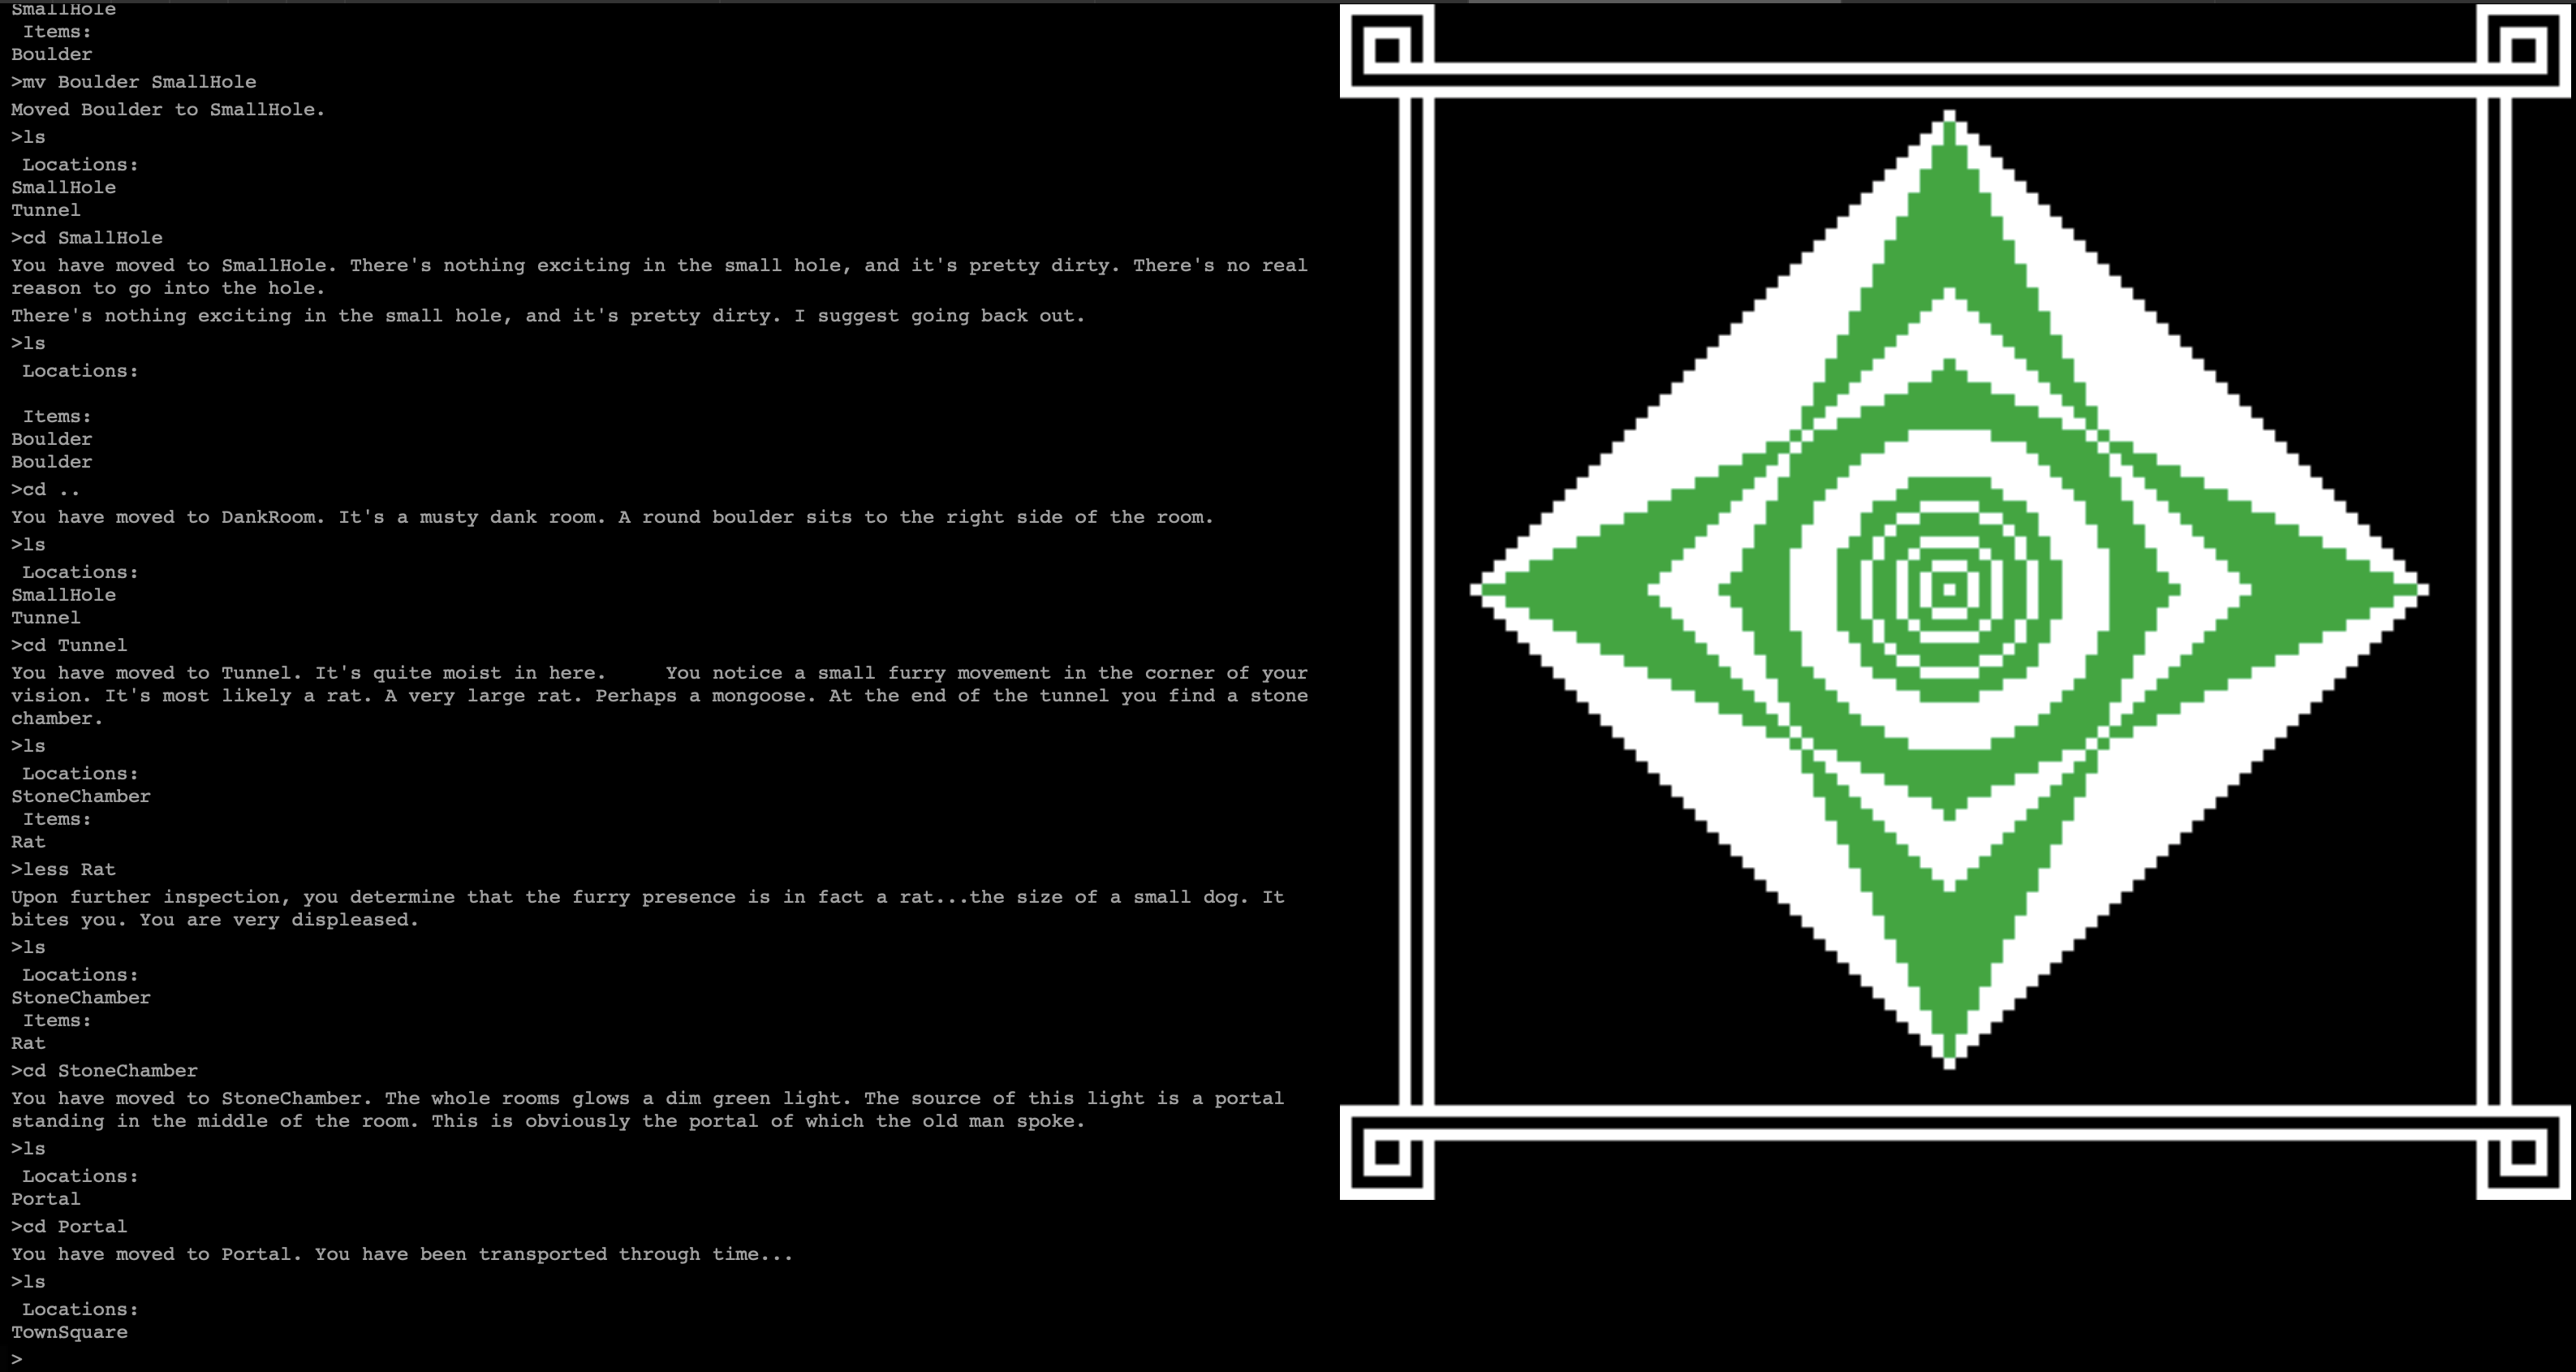 SmallHole
Items:
Boulder
>mv Boulder SmallHole
Moved Boulder to SmallHole.
>ls
Locations:
SmallHole
Tunnel
>cd SmallHole
You have moved to SmallHole. There's nothing exciting in the small hole, and it's pretty dirty. There's no real
reason to go into the hole.
There's nothing exciting in the small hole, and it's pretty dirty. I suggest going back out.
>ls
Locations:
Items:
Boulder
Boulder
>cd ..
You have moved to DankRoom. It's a musty dank room. A round boulder sits to the right side of the room.
>ls
Locations:
SmallHole
Tunnel
>cd Tunnel
You have moved to Tunnel. It's quite moist in here.     You notice a small furry movement in the corner of your
vision. It's most likely a rat. A very large rat. Perhaps a mongoose. At the end of the tunnel you find a stone
chamber.
>ls
Locations:
StoneChamber
Items:
Rat
>less Rat
Upon further inspection, you determine that the furry presence is in fact a rat...the size of a small dog. It
bites you. You are very displeased.
>ls
Locations:
StoneChamber
Items:
Rat
>cd StoneChamber
You have moved to StoneChamber. The whole rooms glows a dim green light. The source of this light is a portal
standing in the middle of the room. This is obviously the portal of which the old man spoke.
>ls
Locations:
Portal
>cd Portal
You have moved to Portal. You have been transported through time...
>ls
Locations:
TownSquare
>